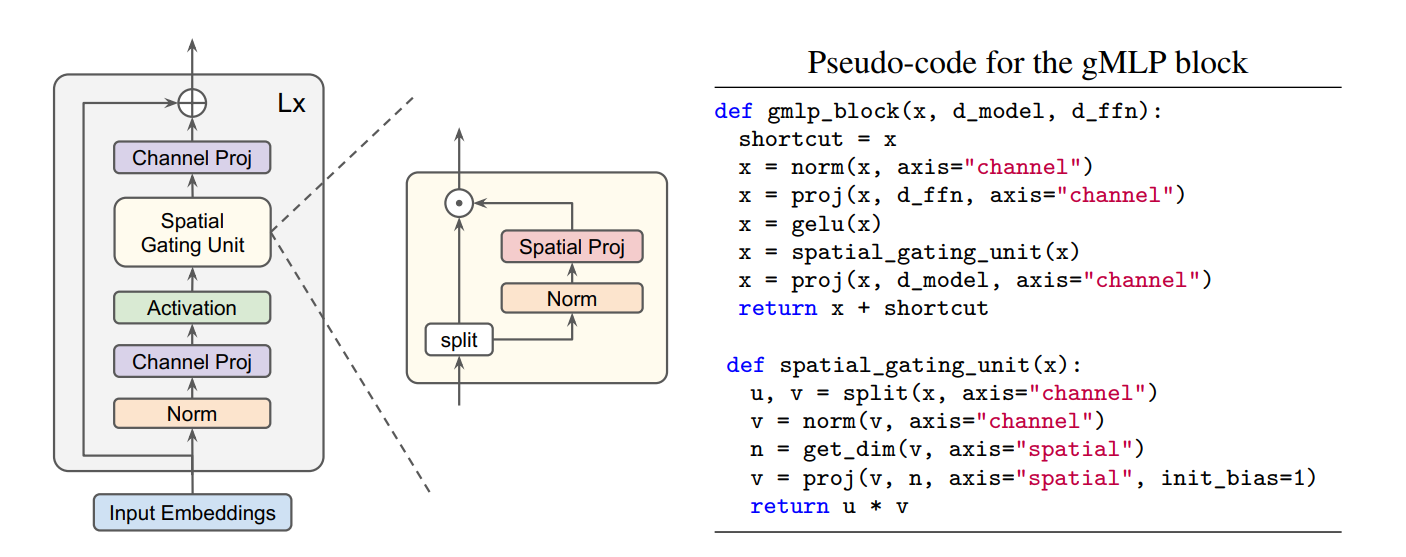 Lx
Channel Proj
Spatial
Gating Unit
Activation
Channel Proj
Norm
Input Embeddings
Spatial Proj
Norm
split
Pseudo-code for the gMLP block
def gmlp_block(x, d_model, d_ffn):
  shortcut = x
  x = norm(x, axis="channel")
  x = proj(x, d_ffn, axis="channel")
  x = gelu(x)
  x = spatial_gating_unit(x)
  x = proj(x, d_model, axis="channel")
  return x + shortcut
def spatial_gating_unit(x):
  u, v = split(x, axis="channel")
  v = norm(v, axis="channel")
  n = get_dim(v, axis="spatial")
  v = proj(v, n, axis="spatial", init_bias=1)
  return u * v